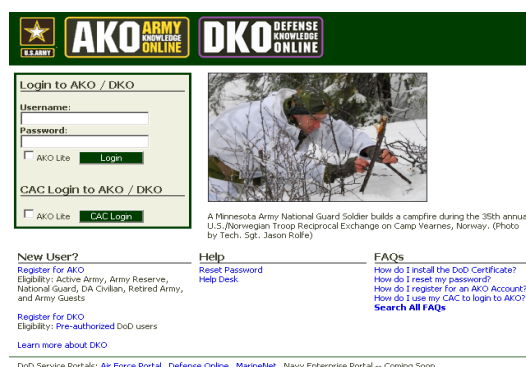 U.S.ARMY
AKO ARMY KNOWLEDGE ONLINE
DKO DEFENSE KNOWLEDGE ONLINE
Login to AKO / DKO
Username:
Password:
AKO Lite Login
CAC Login to AKO / DKO
AKO Lite CAC Login
A Minnesota Army National Guard Soldier builds a campfire during the 35th annua
U.S./Norwegian Troop Reciprocal Exchange on Camp Vearnes, Norway. (Photo
by Tech. Sgt. Jason Rolfe)
New User?
Register for AKO
Eligibility: Active Army, Army Reserve,
National Guard, DA Civilian, Retired Army,
and Army Guests
Register for DKO
Eligibility: Pre-authorized DoD users
Learn more about DKO
Help
Reset Password
Help Desk
FAQs
How do I install the DoD Certificate?
How do I reset my password?
How do I register for an AKO Account?
How do I use my CAC to login to AKO?
Search All FAQs
DoD Service Portals: Air Force Portal Defense Online MarineNet Navy Enterprise Portal -- Coming Soon